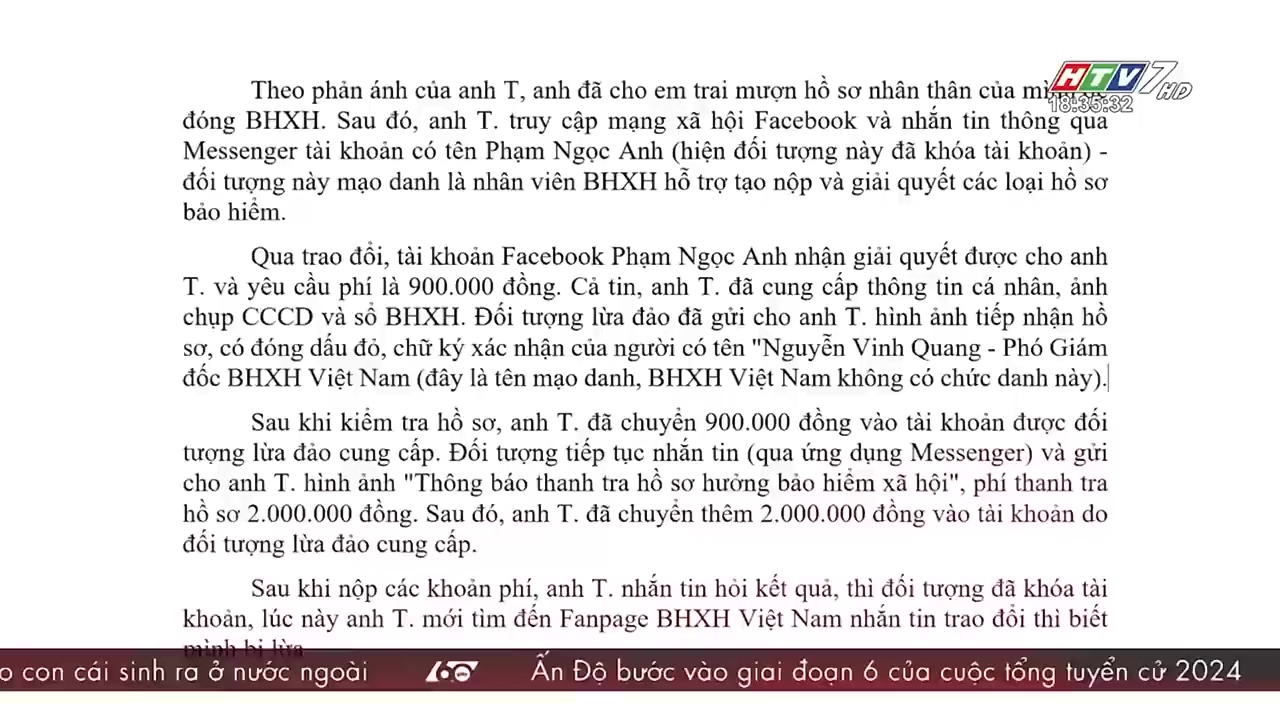 HTV7 HD
18:35:32
Theo phản ánh của anh T, anh đã cho em trai mượn hồ sơ nhân thân của mình để
đóng BHXH. Sau đó, anh T. truy cập mạng xã hội Facebook và nhắn tin thông qua
Messenger tài khoản có tên Phạm Ngọc Anh (hiện đối tượng này đã khóa tài khoản) -
đối tượng này mạo danh là nhân viên BHXH hỗ trợ tạo nộp và giải quyết các loại hồ sơ
bảo hiểm.
Qua trao đổi, tài khoản Facebook Phạm Ngọc Anh nhận giải quyết được cho anh
T. và yêu cầu phí là 900.000 đồng. Cả tin, anh T. đã cung cấp thông tin cá nhân, ảnh
chụp CCCD và sổ BHXH. Đối tượng lừa đảo đã gửi cho anh T. hình ảnh tiếp nhận hồ
sơ, có đóng dấu đỏ, chữ ký xác nhận của người có tên "Nguyễn Vinh Quang - Phó Giám
đốc BHXH Việt Nam (đây là tên mạo danh, BHXH Việt Nam không có chức danh này).
Sau khi kiểm tra hồ sơ, anh T. đã chuyển 900.000 đồng vào tài khoản được đối
tượng lừa đảo cung cấp. Đối tượng tiếp tục nhắn tin (qua ứng dụng Messenger) và gửi
cho anh T. hình ảnh "Thông báo thanh tra hồ sơ hưởng bảo hiểm xã hội", phí thanh tra
hồ sơ 2.000.000 đồng. Sau đó, anh T. đã chuyển thêm 2.000.000 đồng vào tài khoản do
đối tượng lừa đảo cung cấp.
Sau khi nộp các khoản phí, anh T. nhắn tin hỏi kết quả, thì đối tượng đã khóa tài
khoản, lúc này anh T. mới tìm đến Fanpage BHXH Việt Nam nhắn tin trao đổi thì biết
mình bị lừa
o con cái sinh ra ở nước ngoài 60 Ấn Độ bước vào giai đoạn 6 của cuộc tổng tuyển cử 2024